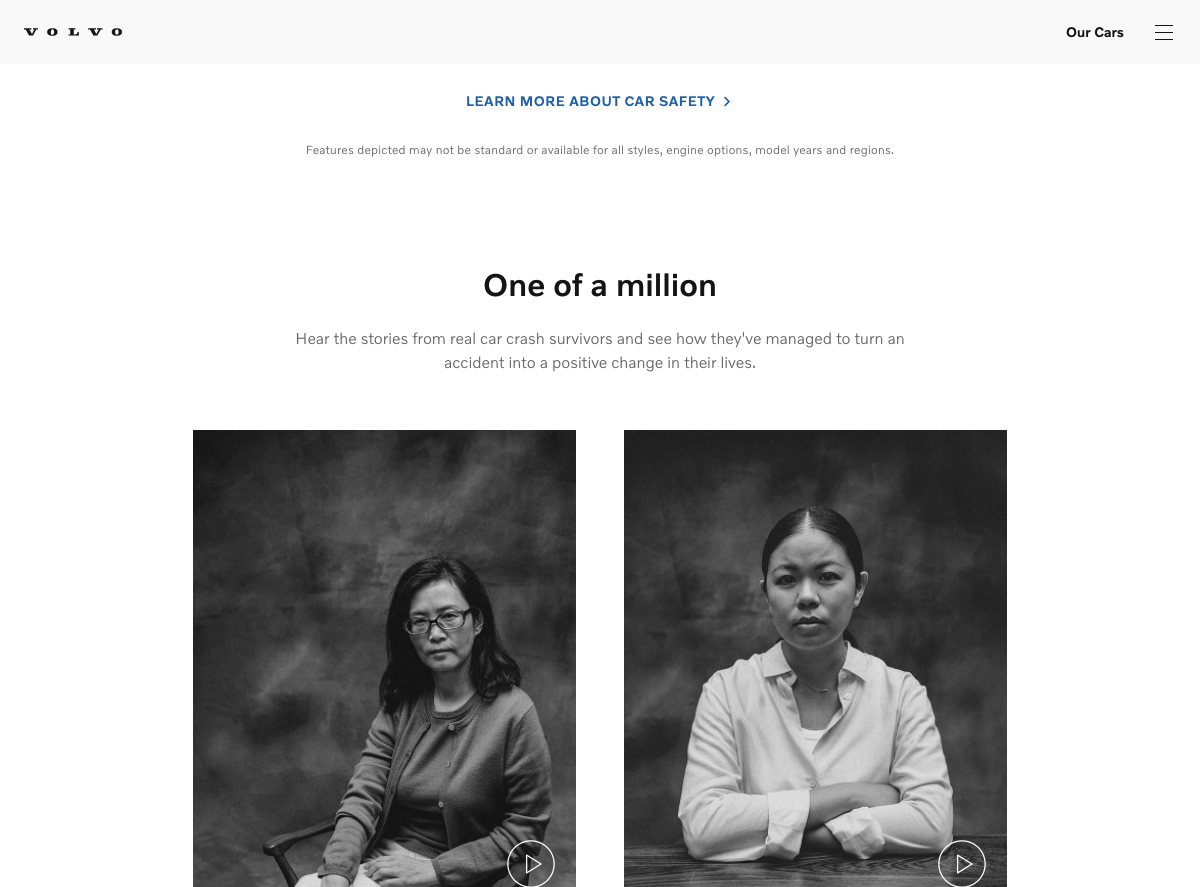 VOLVO
Our Cars
LEARN MORE ABOUT CAR SAFETY
Features depicted may not be standard or available for all styles, engine options, model years and regions.
One of a million
Hear the stories from real car crash survivors and see how they've managed to turn an
accident into a positive change in their lives.